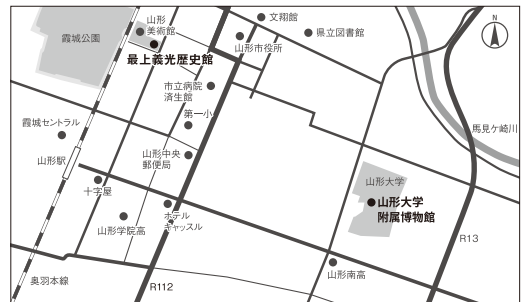 N
山形
美術館
文翔館
県立図書館
霞城公園
山形市役所
最上義光歴史館
市立病院
済生館
第一小
霞城セントラル
山形駅
山形中央
郵便局
馬見ケ崎川
山形大学
十字屋
山形大学
附属博物館
ホテル
キャッスル
山形学院高
R13
山形南高
奥羽本線
R112